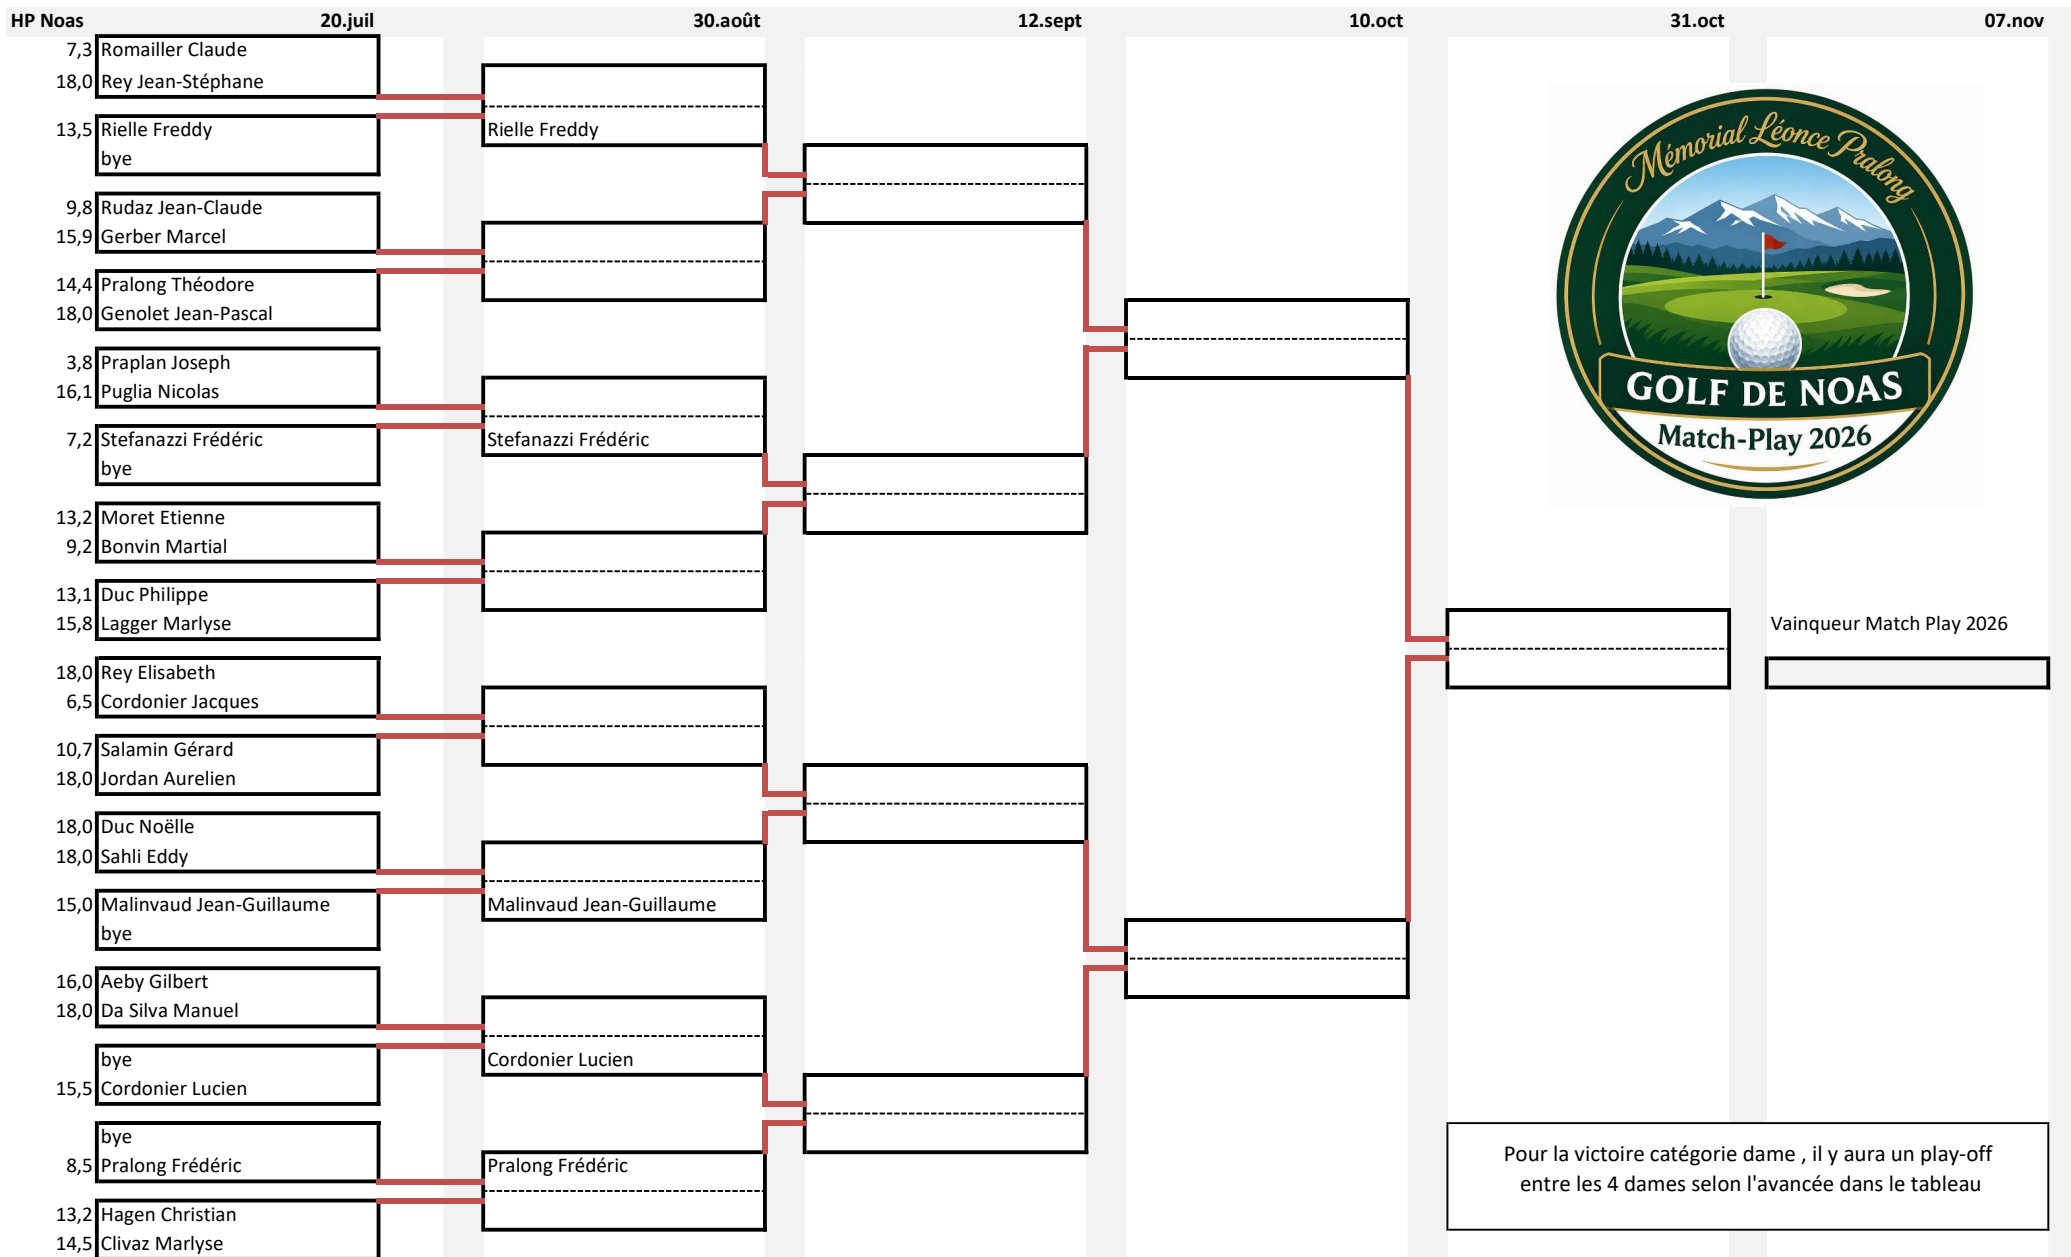 HP Noas 20.juil 30.août 12.sept 10.oct 31.oct 07.nov
7,3 Romailler Claude
18,0 Rey Jean-Stéphane
13,5 Rielle Freddy
bye
Rielle Freddy
9,8 Rudaz Jean-Claude
15,9 Gerber Marcel
14,4 Pralong Théodore
18,0 Genolet Jean-Pascal
3,8 Praplan Joseph
16,1 Puglia Nicolas
7,2 Stefanazzi Frédéric
bye
Stefanazzi Frédéric
13,2 Moret Etienne
9,2 Bonvin Martial
13,1 Duc Philippe
15,8 Lagger Marlyse
18,0 Rey Elisabeth
6,5 Cordonier Jacques
10,7 Salamin Gérard
18,0 Jordan Aurelien
18,0 Duc Noëlle
18,0 Sahli Eddy
15,0 Malinvaud Jean-Guillaume
bye
Malinvaud Jean-Guillaume
16,0 Aeby Gilbert
18,0 Da Silva Manuel
bye
15,5 Cordonier Lucien
Cordonier Lucien
bye
8,5 Pralong Frédéric
Pralong Frédéric
13,2 Hagen Christian
14,5 Clivaz Marlyse
Mémorial Léonce Pralong
GOLF DE NOAS
Match-Play 2026
Vainqueur Match Play 2026
Pour la victoire catégorie dame , il y aura un play-off
entre les 4 dames selon l'avancée dans le tableau